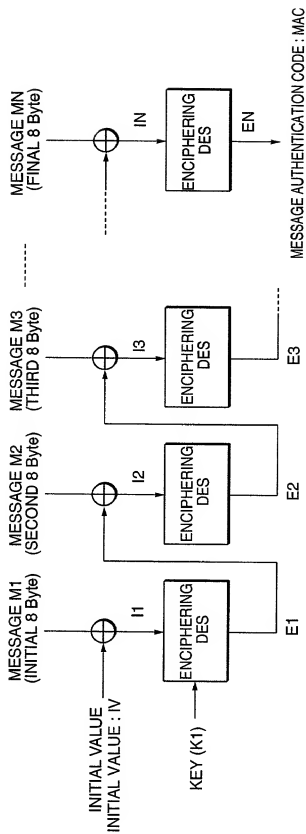 MESSAGE M1
(INITIAL 8 Byte)
MESSAGE M2
(SECOND 8 Byte)
MESSAGE M3
(THIRD 8 Byte)
MESSAGE MN
(FINAL 8 Byte)
INITIAL VALUE
INITIAL VALUE : IV
I1
I2
I3
IN
KEY (K1)
ENCIPHERING
DES
ENCIPHERING
DES
ENCIPHERING
DES
ENCIPHERING
DES
E1
E2
E3
EN
MESSAGE AUTHENTICATION CODE : MAC